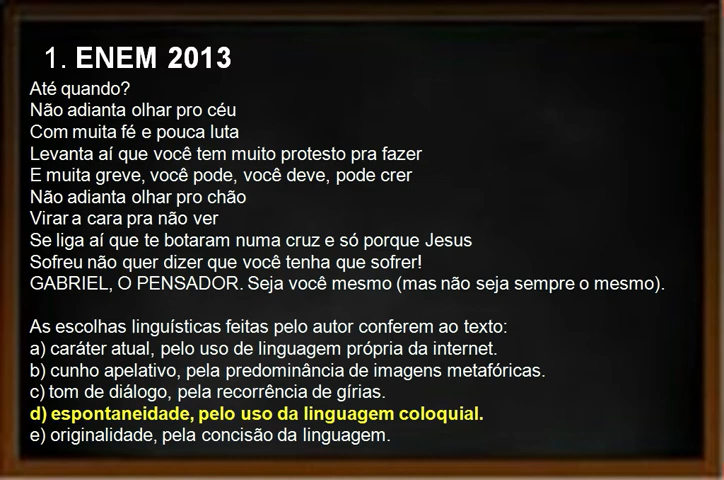 1. ENEM 2013
Até quando?
Não adianta olhar pro céu
Com muita fé e pouca luta
Levanta aí que você tem muito protesto pra fazer
E muita greve, você pode, você deve, pode crer
Não adianta olhar pro chão
Virar a cara pra não ver
Se liga aí que te botaram numa cruz e só porque Jesus
Sofreu não quer dizer que você tenha que sofrer!
GABRIEL, O PENSADOR. Seja você mesmo (mas não seja sempre o mesmo).
As escolhas linguísticas feitas pelo autor conferem ao texto:
a) caráter atual, pelo uso de linguagem própria da internet.
b) cunho apelativo, pela predominância de imagens metafóricas.
c) tom de diálogo, pela recorrência de gírias.
d) espontaneidade, pelo uso da linguagem coloquial.
e) originalidade, pela concisão da linguagem.